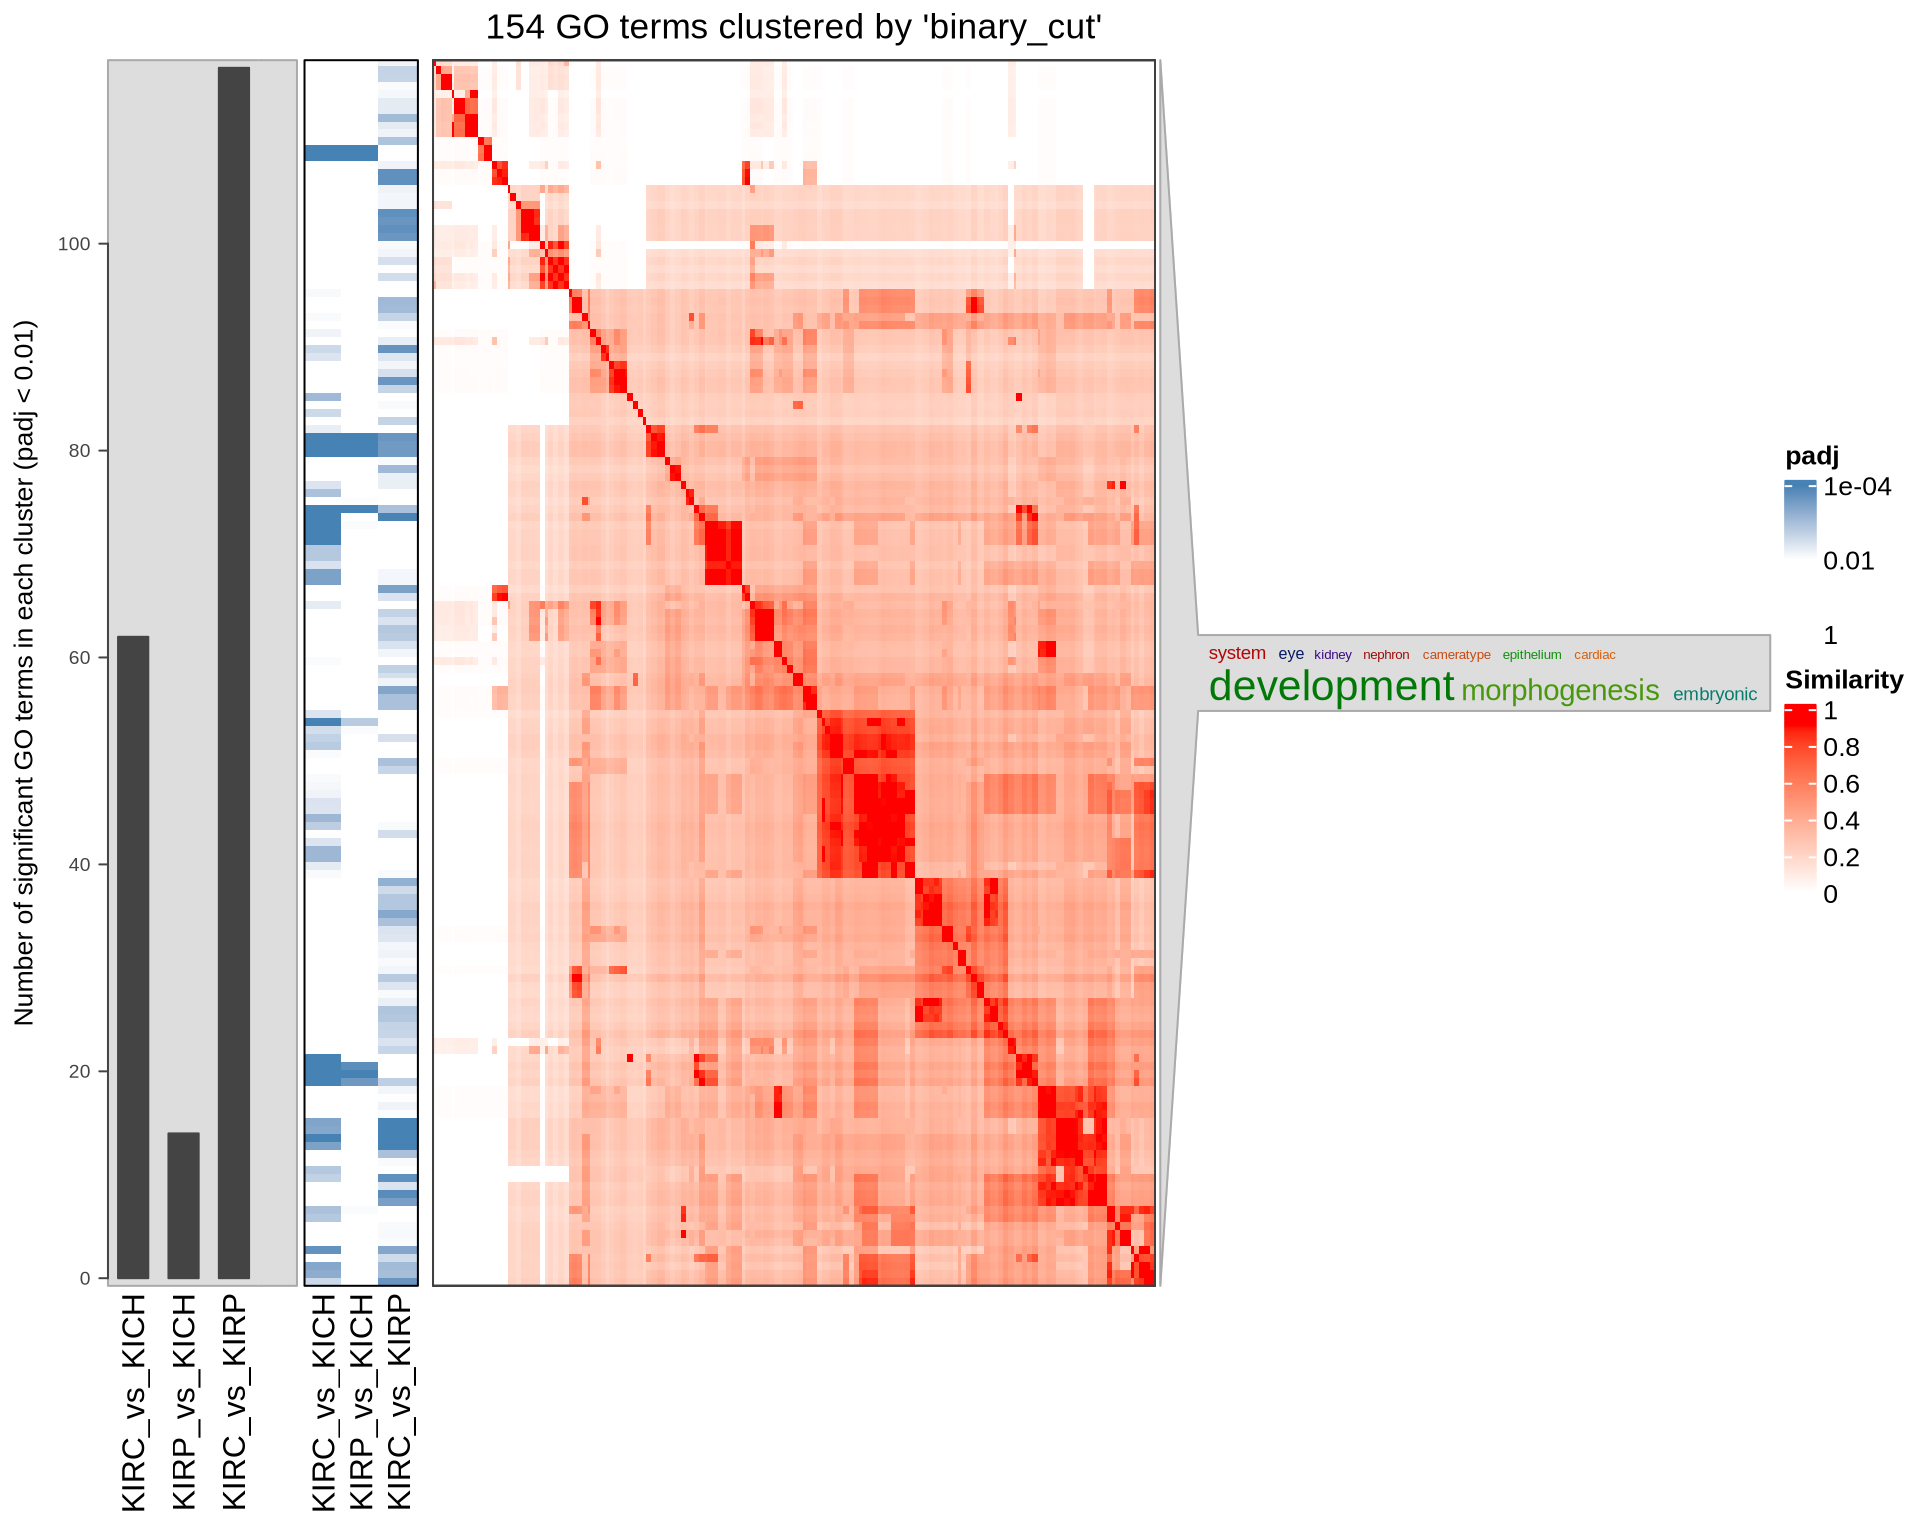 154 GO terms clustered by 'binary_cut'
Number of significant GO terms in each cluster (padj < 0.01)
100
80
60
40
20
0
KIRC_vs_KICH
KIRP_vs_KICH
KIRC_vs_KIRP
KIRC_vs_KICH
KIRP_vs_KICH
KIRC_vs_KIRP
system eye kidney nephron cameratype epithelium cardiac
development morphogenesis embryonic
padj
1e-04
0.01
1
Similarity
1
0.8
0.6
0.4
0.2
0